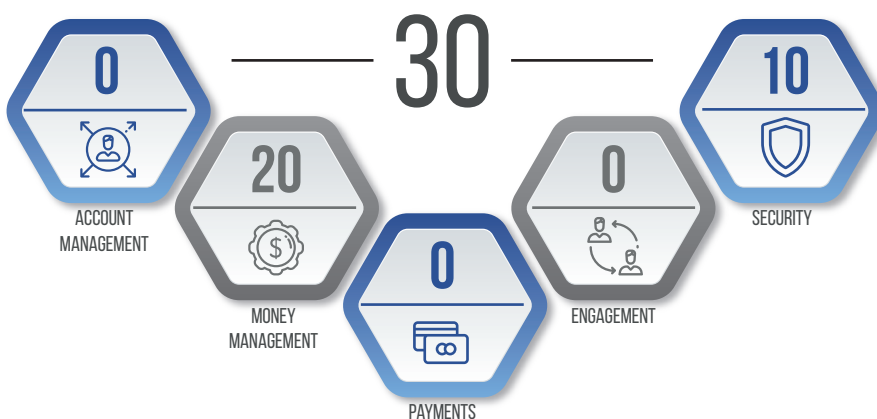 30
0
ACCOUNT
MANAGEMENT
20
$
MONEY
MANAGEMENT
0
PAYMENTS
0
ENGAGEMENT
10
SECURITY